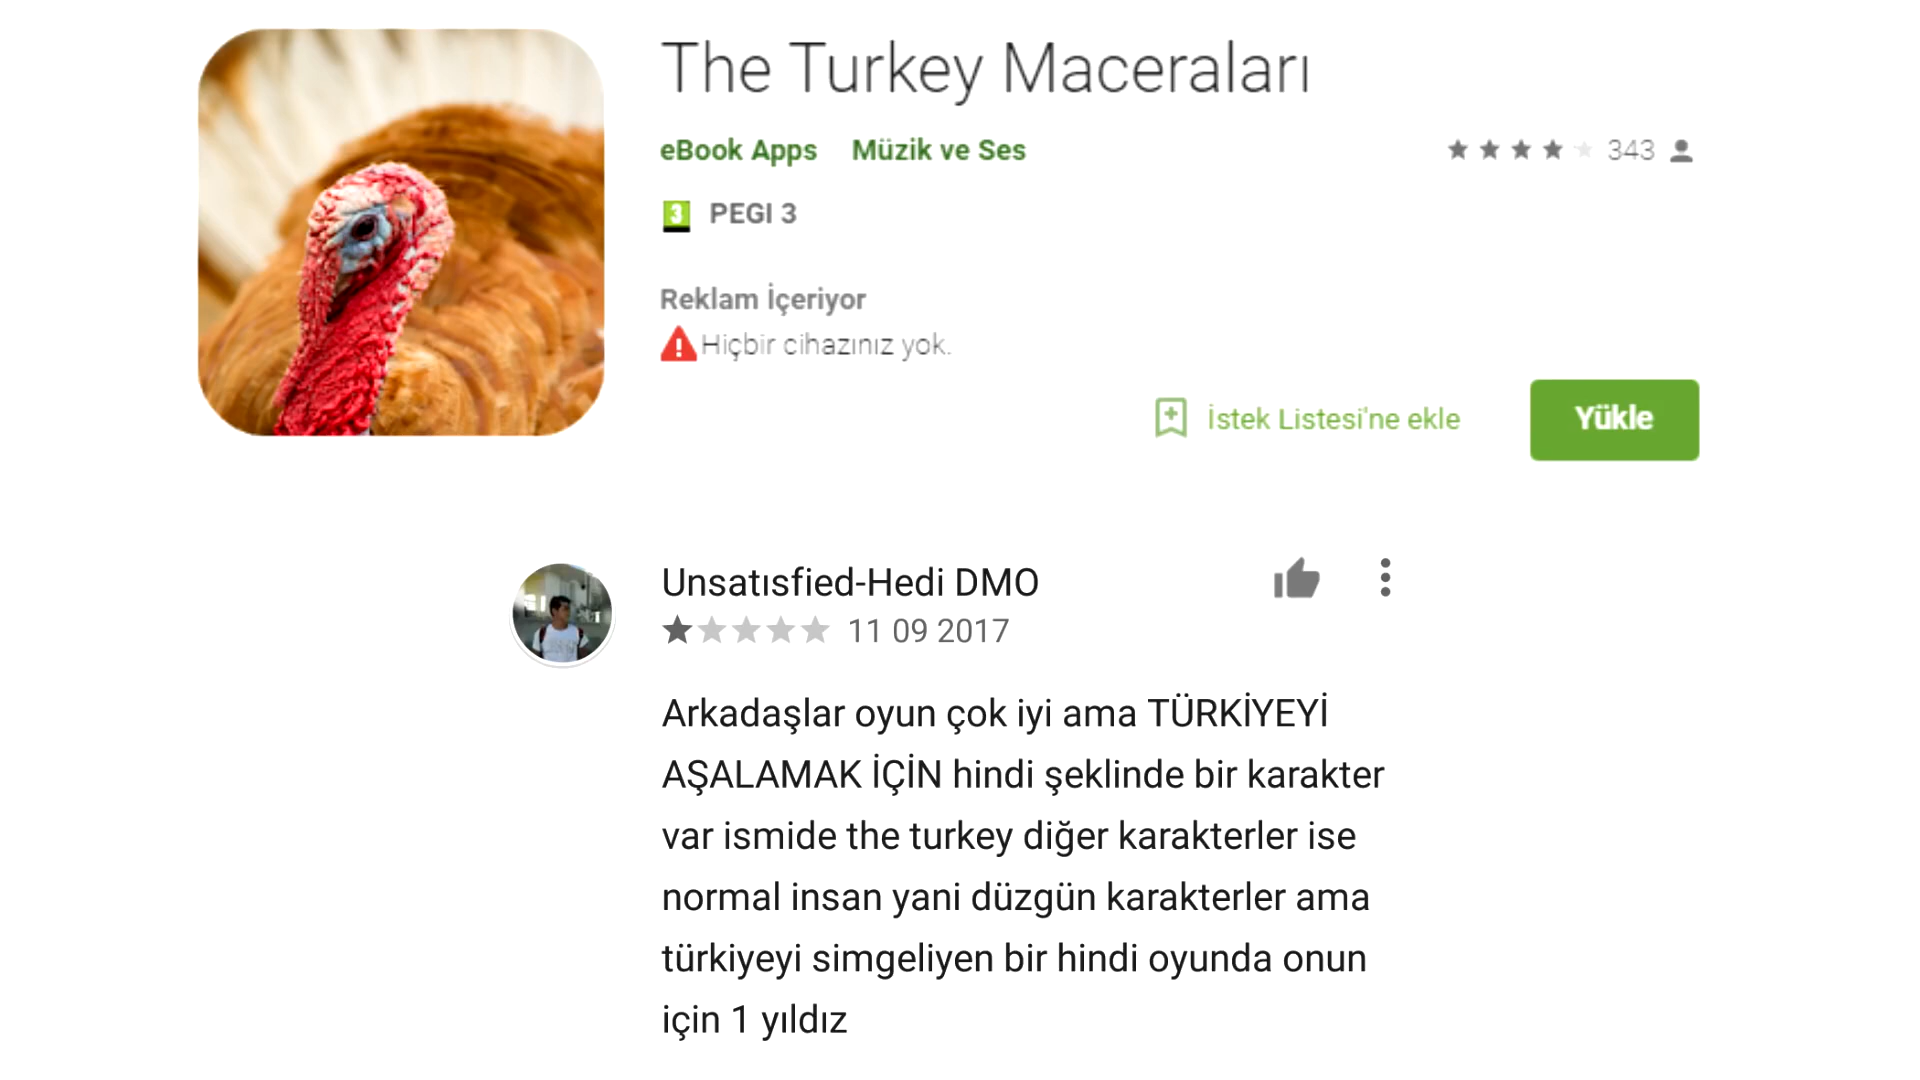 The Turkey Maceraları
eBook Apps Müzik ve Ses
343
3 PEGI 3
Reklam İçeriyor
Hiçbir cihazınız yok.
İstek Listesi'ne ekle
Yükle
Unsatısfied-Hedi DMO
11 09 2017
Arkadaşlar oyun çok iyi ama TÜRKİYEYİ
AŞALAMAK İÇİN hindi şeklinde bir karakter
var ismide the turkey diğer karakterler ise
normal insan yani düzgün karakterler ama
türkiyeyi simgeliyen bir hindi oyunda onun
için 1 yıldız